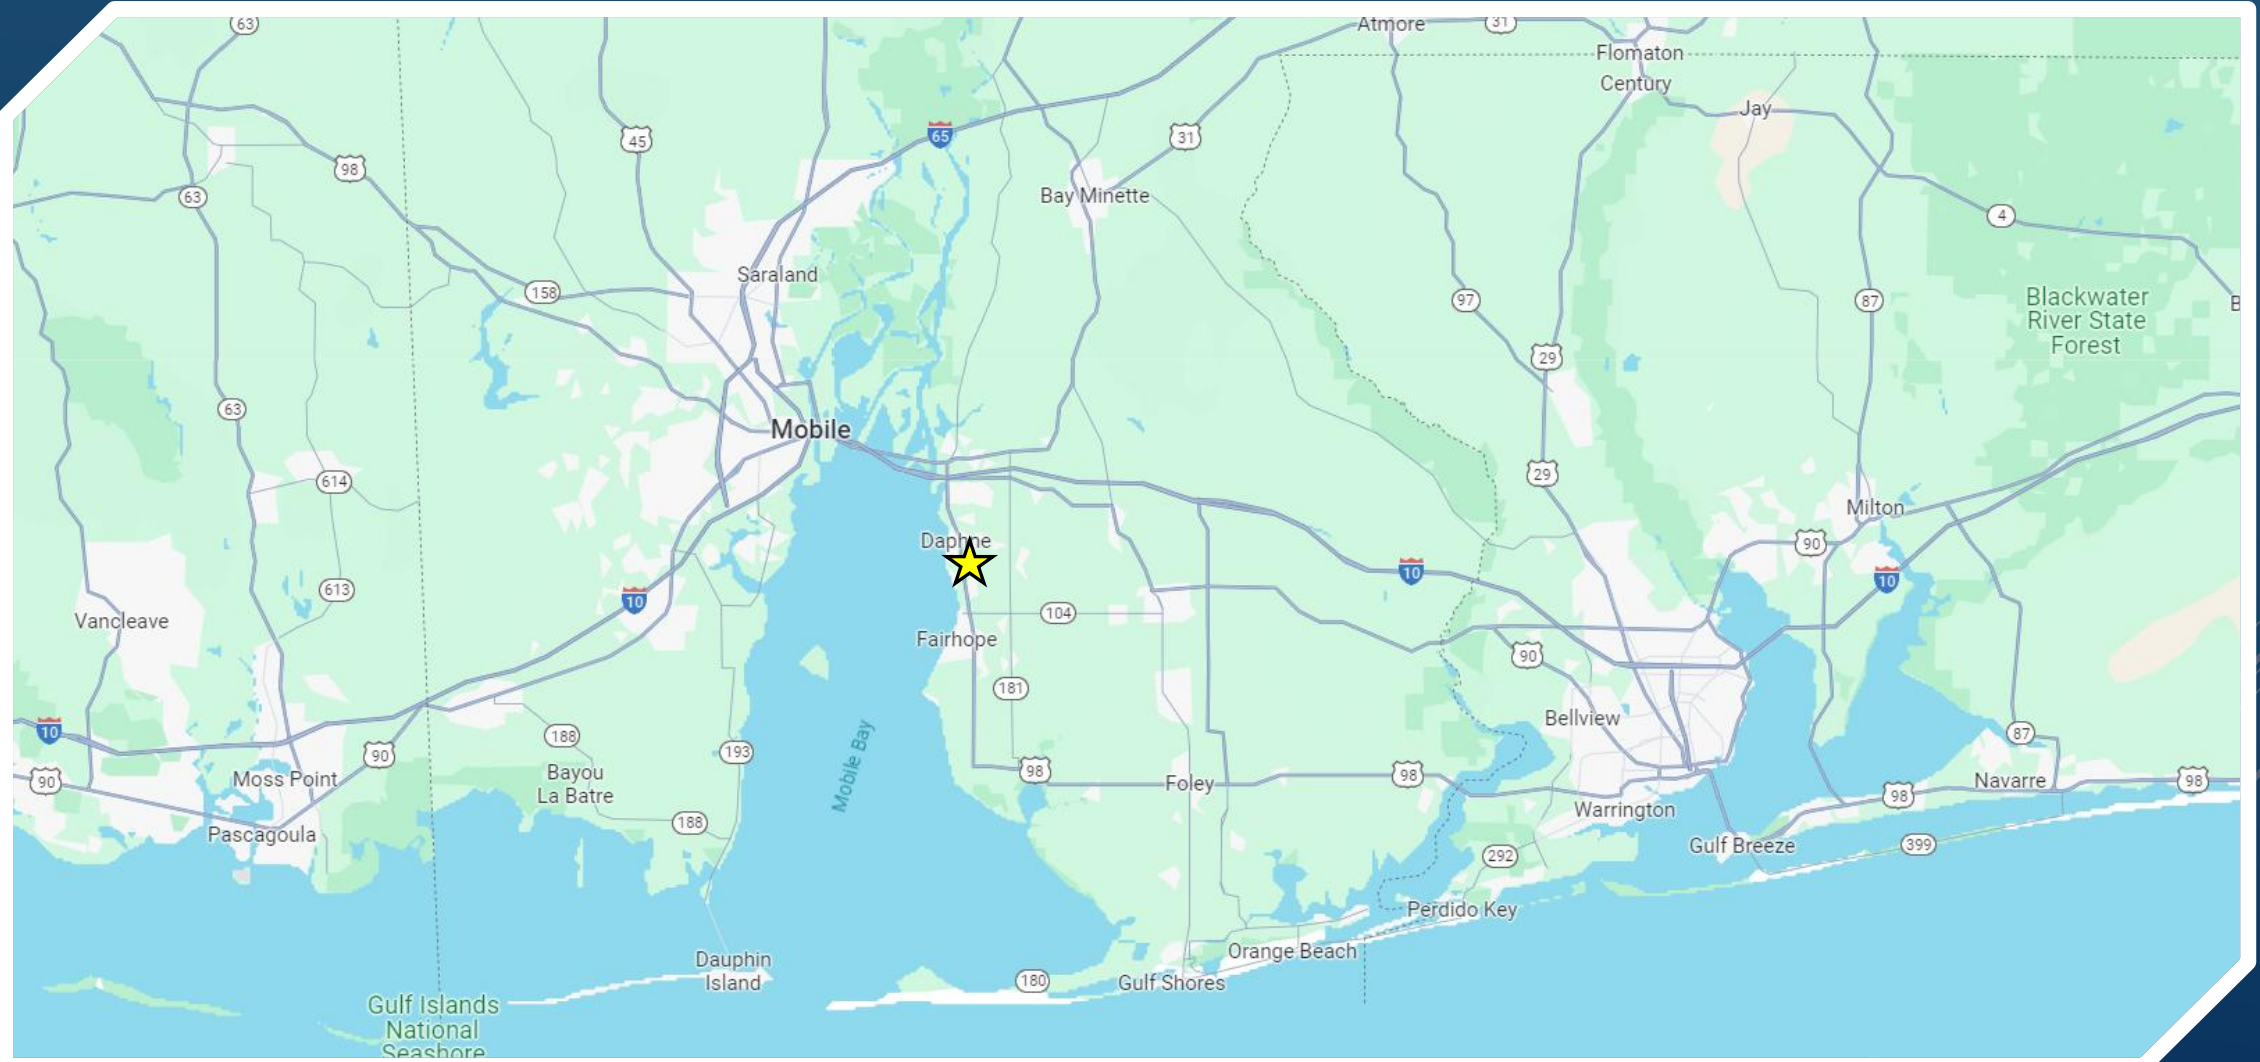 63
Atmore
31
Flomaton
Century
Jay
45
65
31
98
63
Bay Minette
4
Saraland
158
97
87
Blackwater
River State
Forest
B
29
63
Mobile
614
29
Milton
Daphne
90
10
10
613
10
Vancleave
104
Fairhope
90
181
Bellview
10
188
90
193
Mobile Bay
87
90
Moss Point
Bayou
La Batre
98
Foley
98
98
Navarre
98
188
Warrington
Pascagoula
Gulf Breeze
399
292
Perdido Key
Orange Beach
Dauphin
Island
180
Gulf Shores
Gulf Islands
National
Seashore